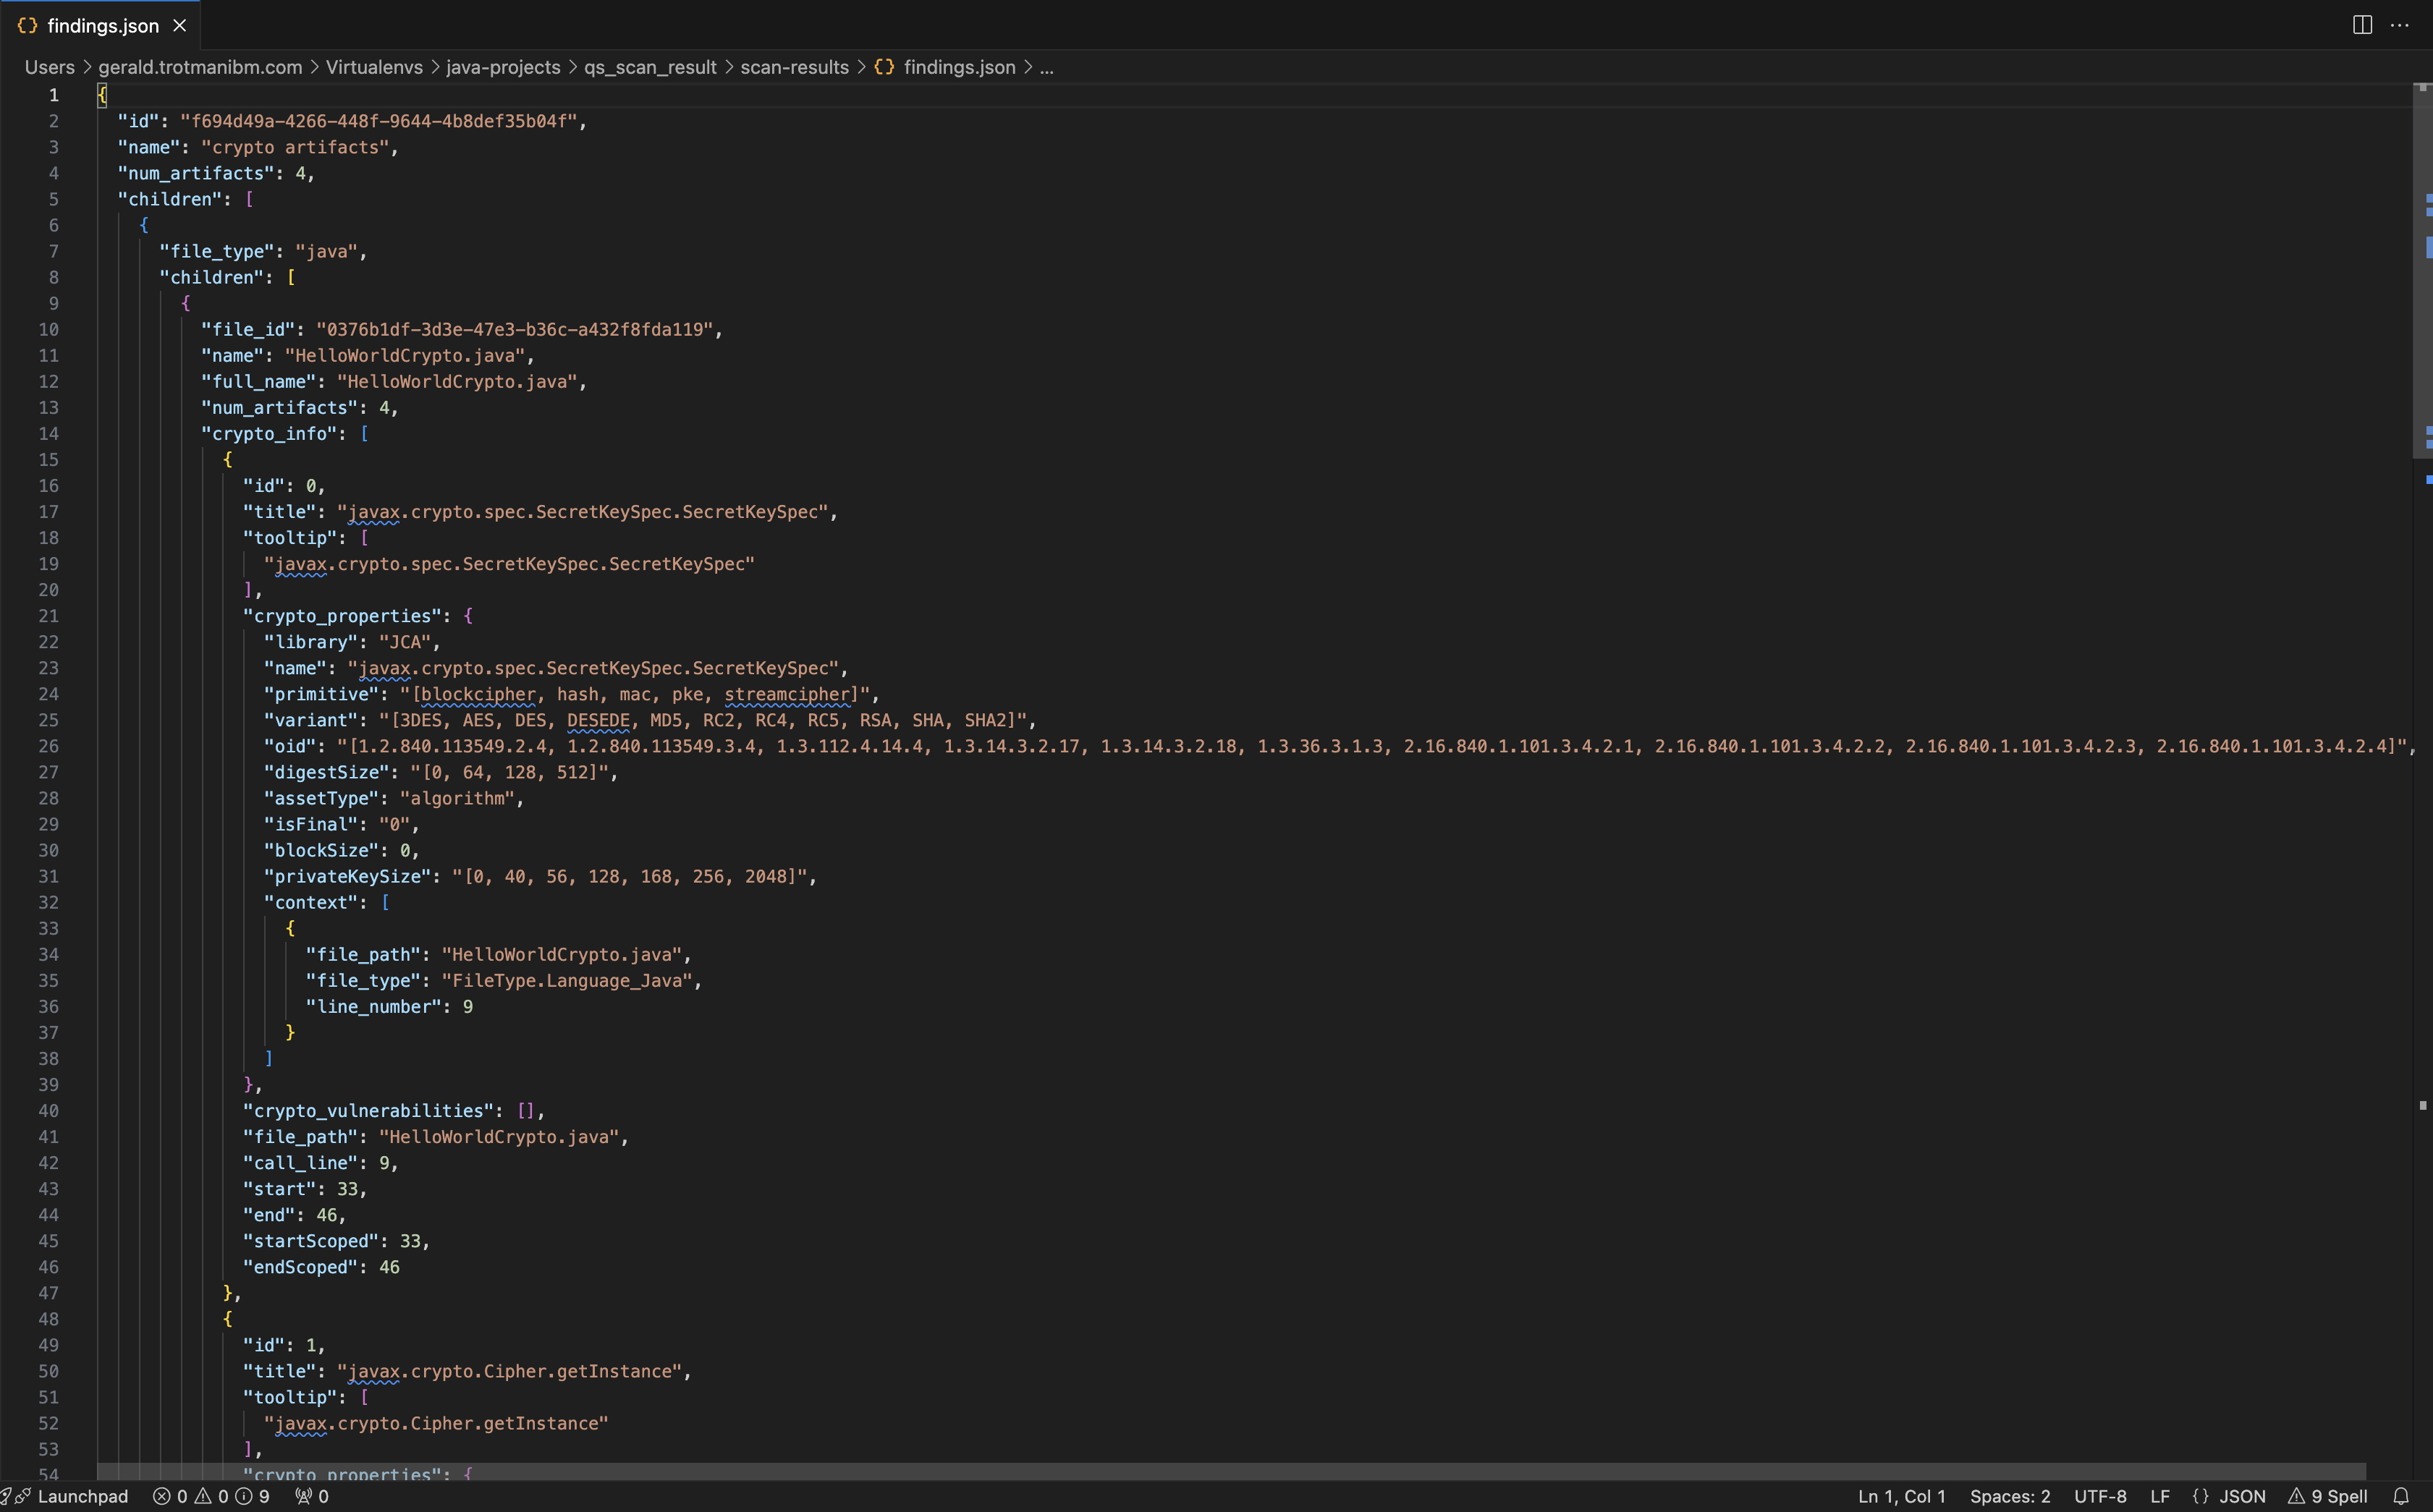 findings.json
Users > gerald.trotmanibm.com > Virtualenvs > java-projects > qs_scan_result > scan-results > {} findings.json > ...
1 {
2 "id": "f694d49a-4266-448f-9644-4b8def35b04f",
3 "name": "crypto artifacts",
4 "num_artifacts": 4,
5 "children": [
6 {
7 "file_type": "java",
8 "children": [
9 {
10 "file_id": "0376b1df-3d3e-47e3-b36c-a432f8fda119",
11 "name": "HelloWorldCrypto.java",
12 "full_name": "HelloWorldCrypto.java",
13 "num_artifacts": 4,
14 "crypto_info": [
15 {
16 "id": 0,
17 "title": "javax.crypto.spec.SecretKeySpec.SecretKeySpec",
18 "tooltip": [
19 "javax.crypto.spec.SecretKeySpec.SecretKeySpec"
20 ],
21 "crypto_properties": {
22 "library": "JCA",
23 "name": "javax.crypto.spec.SecretKeySpec.SecretKeySpec",
24 "primitive": "[blockcipher, hash, mac, pke, streamcipher]",
25 "variant": "[3DES, AES, DES, DESEDE, MD5, RC2, RC4, RC5, RSA, SHA, SHA2]",
26 "oid": "[1.2.840.113549.2.4, 1.2.840.113549.3.4, 1.3.112.4.14.4, 1.3.14.3.2.17, 1.3.14.3.2.18, 1.3.36.3.1.3, 2.16.840.1.101.3.4.2.1, 2.16.840.1.101.3.4.2.2, 2.16.840.1.101.3.4.2.3, 2.16.840.1.101.3.4.2.4]",
27 "digestSize": "[0, 64, 128, 512]",
28 "assetType": "algorithm",
29 "isFinal": "0",
30 "blockSize": 0,
31 "privateKeySize": "[0, 40, 56, 128, 168, 256, 2048]",
32 "context": [
33 {
34 "file_path": "HelloWorldCrypto.java",
35 "file_type": "FileType.Language_Java",
36 "line_number": 9
37 }
38 ]
39 },
40 "crypto_vulnerabilities": [],
41 "file_path": "HelloWorldCrypto.java",
42 "call_line": 9,
43 "start": 33,
44 "end": 46,
45 "startScoped": 33,
46 "endScoped": 46
47 },
48 {
49 "id": 1,
50 "title": "javax.crypto.Cipher.getInstance",
51 "tooltip": [
52 "javax.crypto.Cipher.getInstance"
53 ],
54 "crypto_properties": {
Launchpad 0 0 9 0 Ln 1, Col 1 Spaces: 2 UTF-8 LF {} JSON 9 Spell